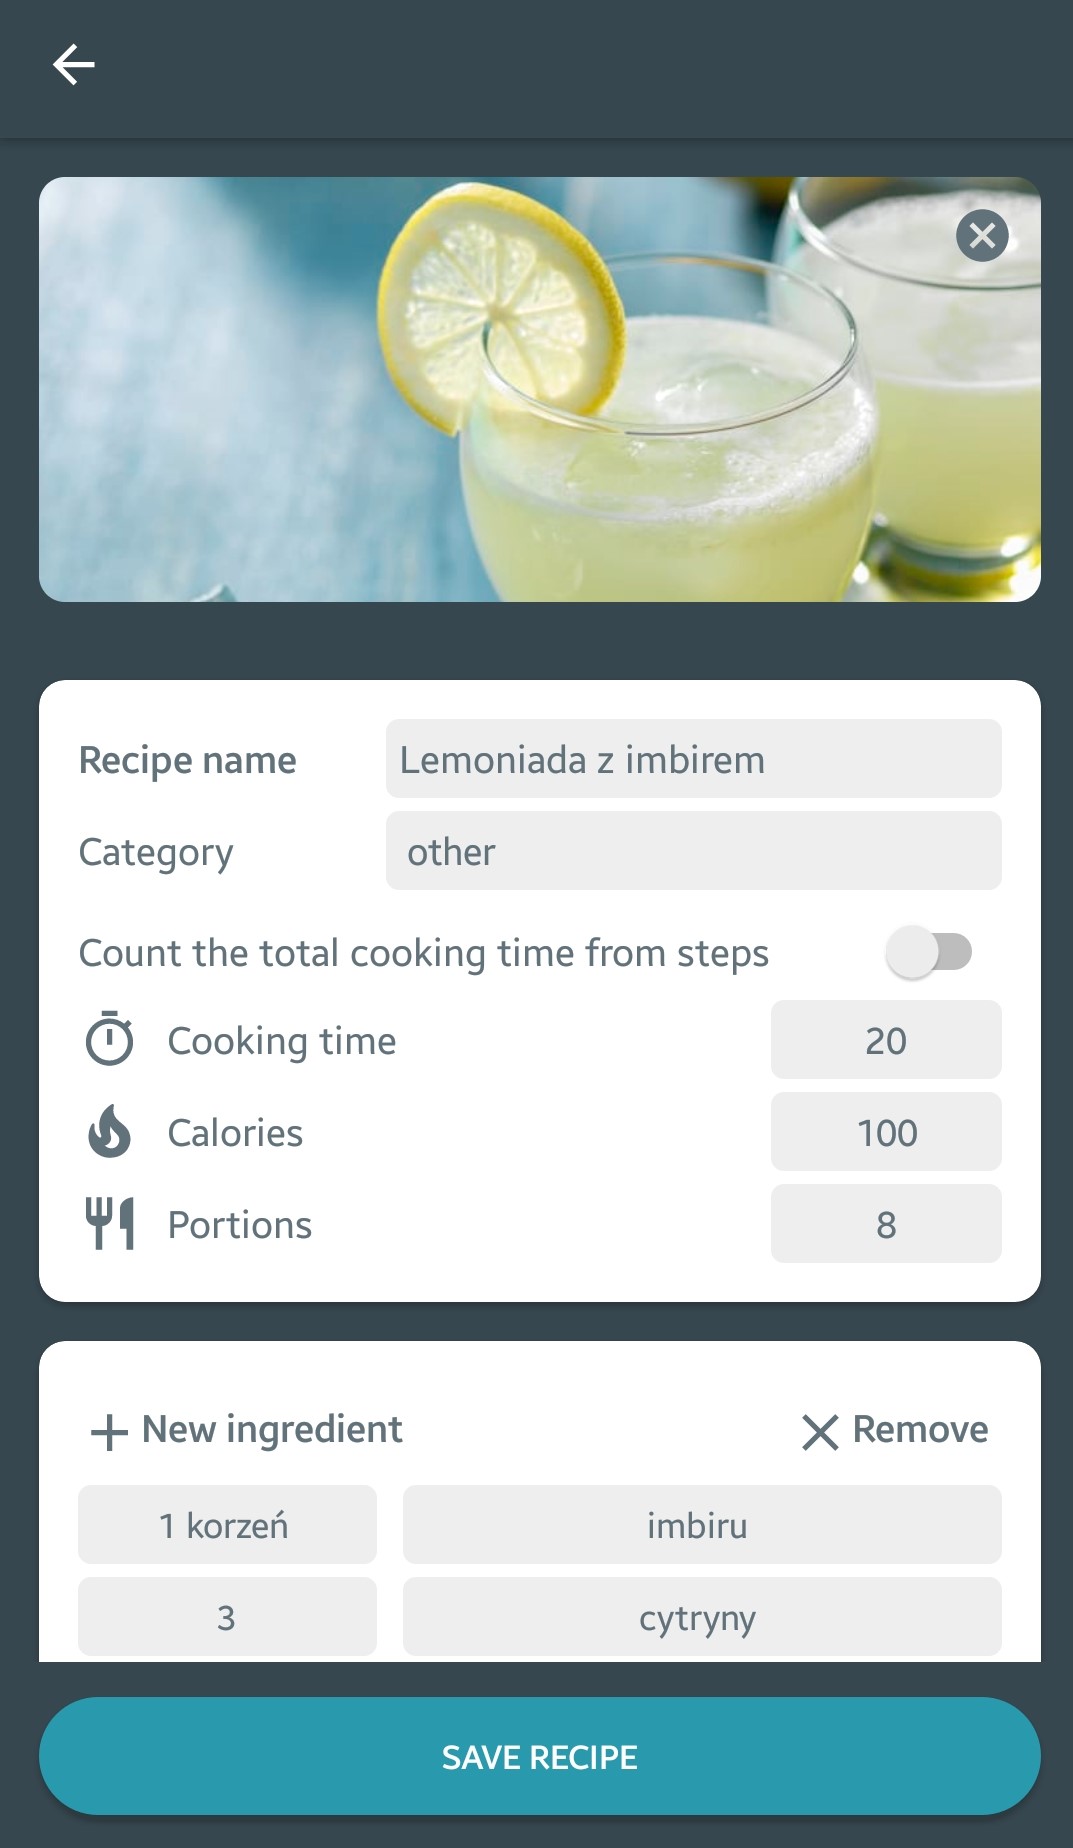 Recipe name Lemoniada z imbirem
Category other
Count the total cooking time from steps
Cooking time 20
Calories 100
Portions 8
New ingredient Remove
1 korzeń imbiru
3 cytryny
SAVE RECIPE